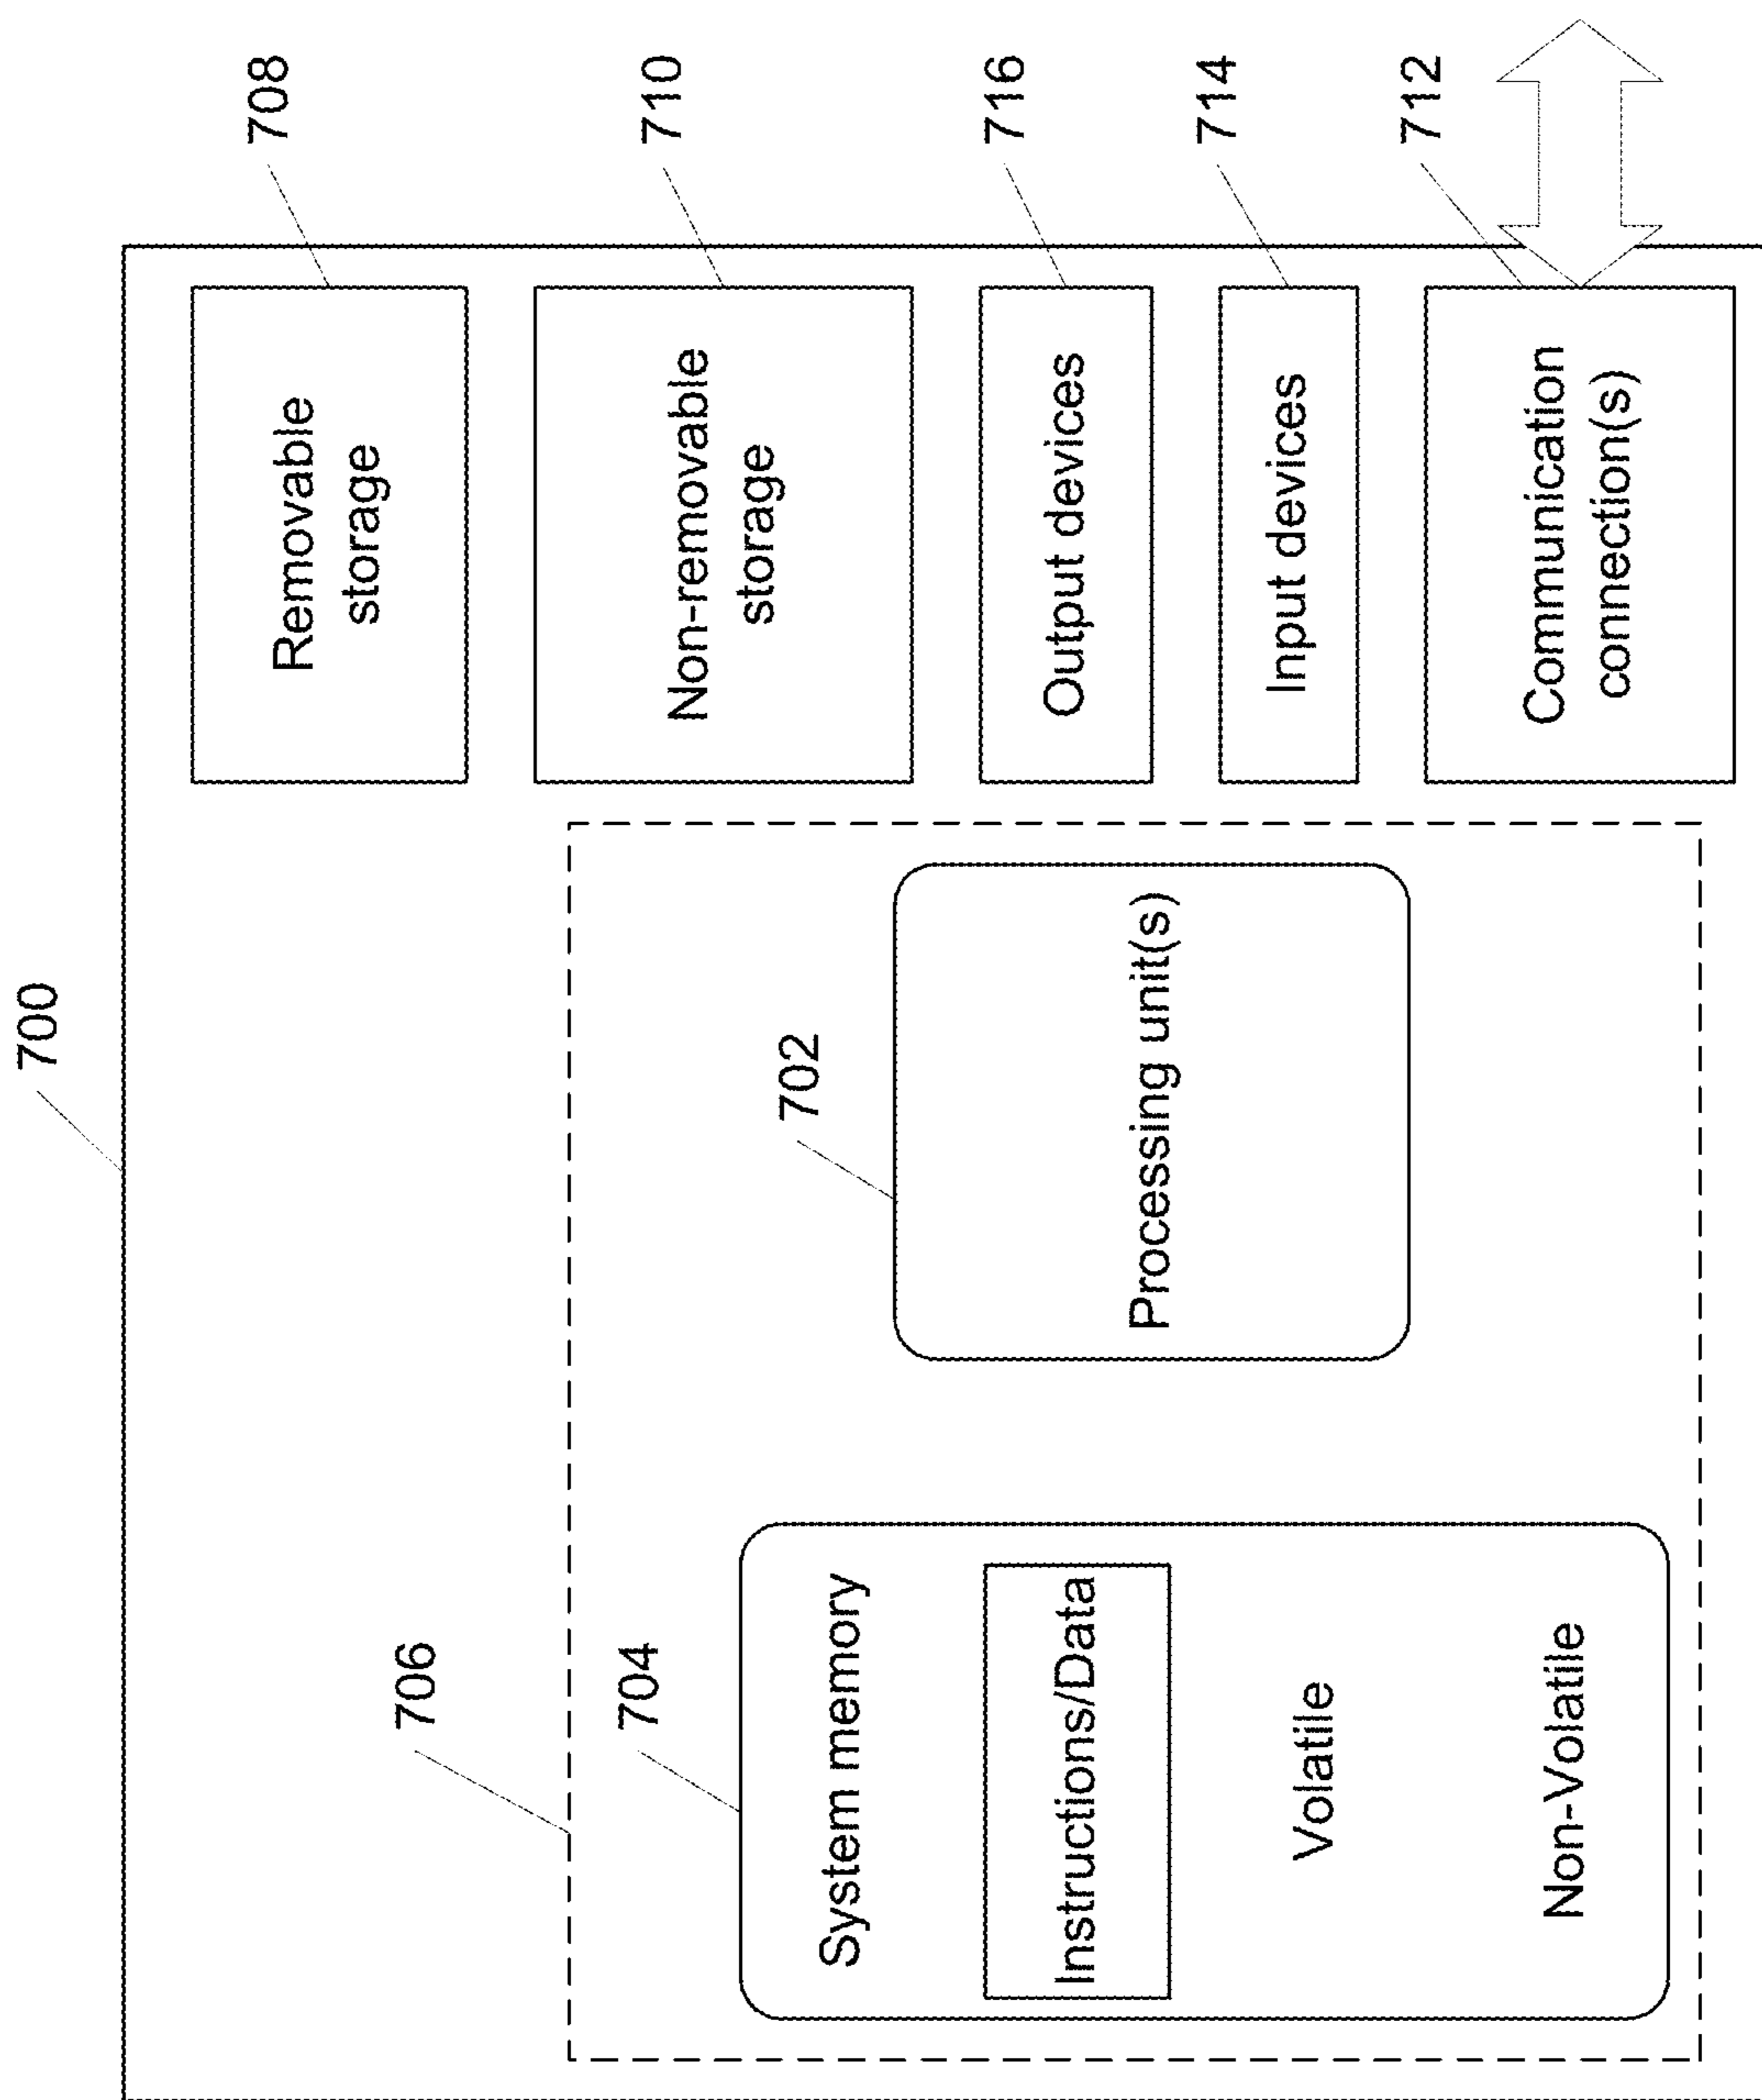 700
706
704
System memory
Instructions/Data
Volatile
Non-Volatile
702
Processing unit(s)
Removable
storage
708
Non-removable
storage
710
Output devices
716
Input devices
714
Communication
connection(s)
712